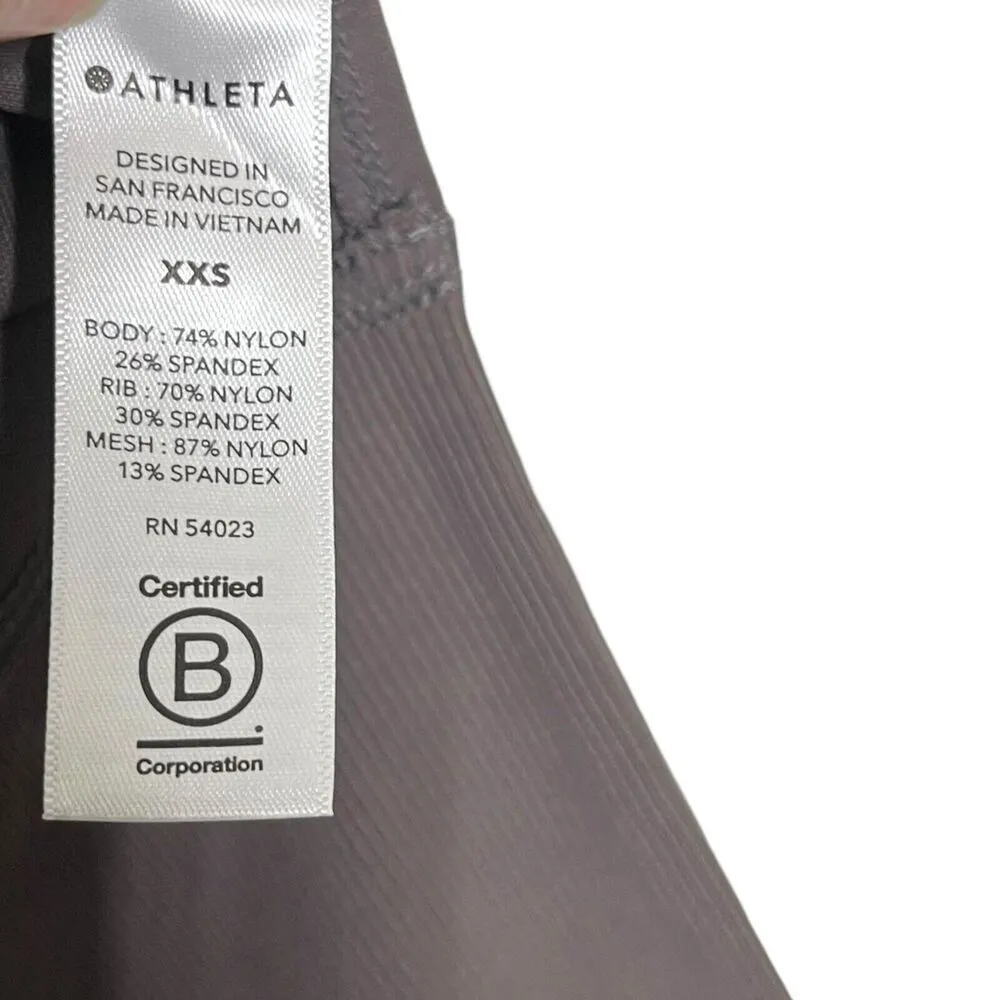 ATHLETA
DESIGNED IN
SAN FRANCISCO
MADE IN VIETNAM
XXS
BODY : 74% NYLON
26% SPANDEX
RIB : 70% NYLON
30% SPANDEX
MESH : 87% NYLON
13% SPANDEX
RN 54023
Certified
B
Corporation